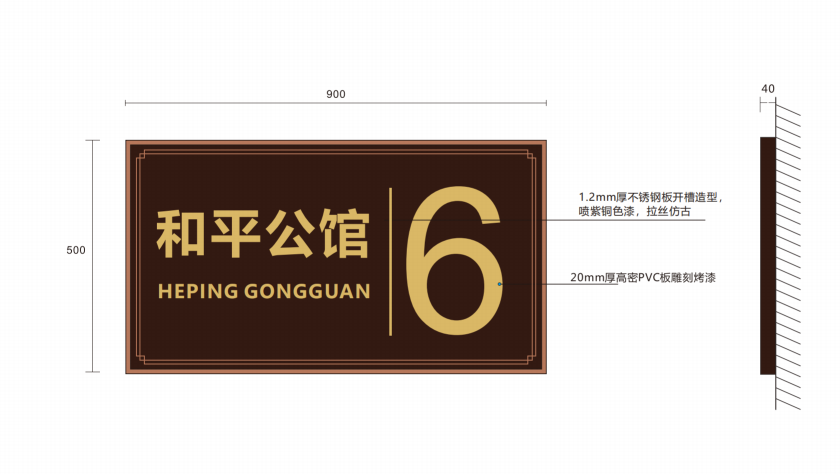 900
40
500
和平公馆
HEPING GONGGUAN
6
1.2mm厚不锈钢板开槽造型，
喷紫铜色漆，拉丝仿古
20mm厚高密PVC板雕刻烤漆